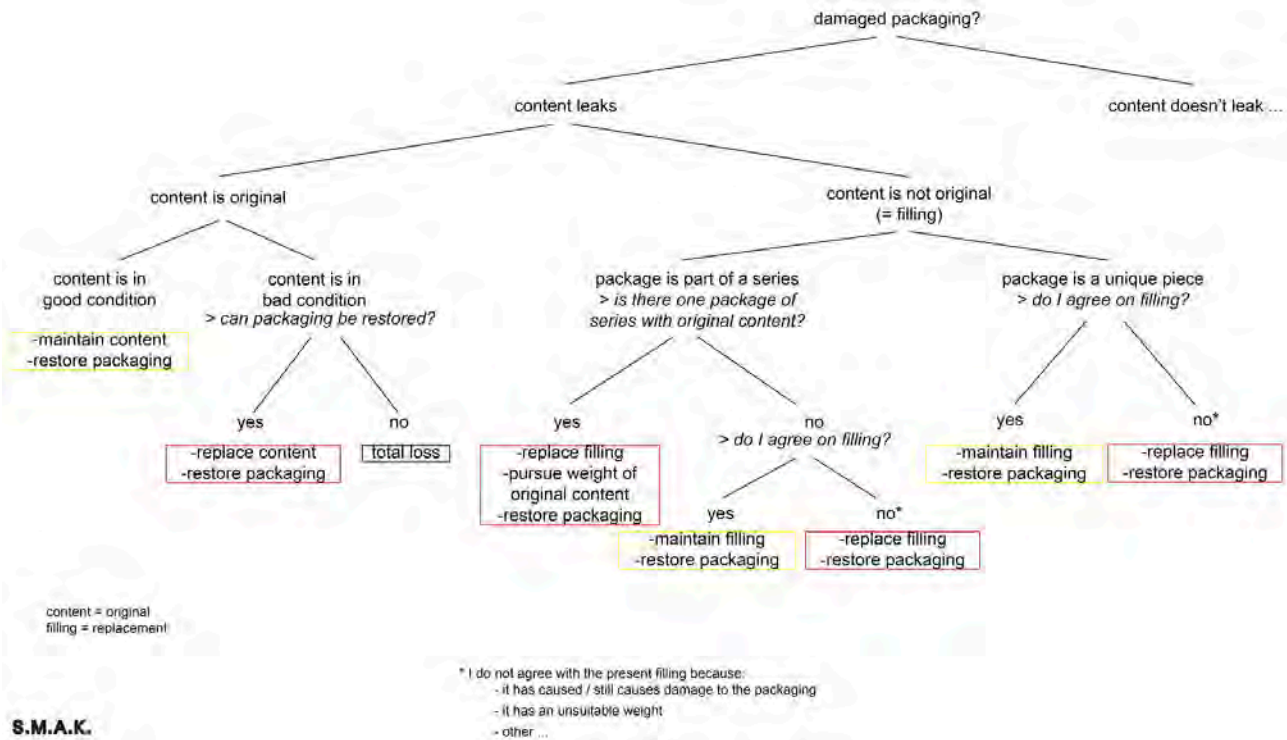 damaged packaging?
content leaks
content doesn't leak ...
content is original
content is not original
(= filling)
content is in
good condition
-maintain content
-restore packaging
content is in
bad condition
> can packaging be restored?
yes
-replace content
-restore packaging
no
total loss
package is part of a series
> is there one package of
series with original content?
yes
-replace filling
-pursue weight of
original content
-restore packaging
no
> do I agree on filling?
yes
-maintain filling
-restore packaging
no*
-replace filling
-restore packaging
package is a unique piece
> do I agree on filling?
yes
-maintain filling
-restore packaging
no*
-replace filling
-restore packaging
content = original
filling = replacement
* I do not agree with the present filling because:
- it has caused / still causes damage to the packaging
- it has an unsuitable weight
- other ...
S.M.A.K.